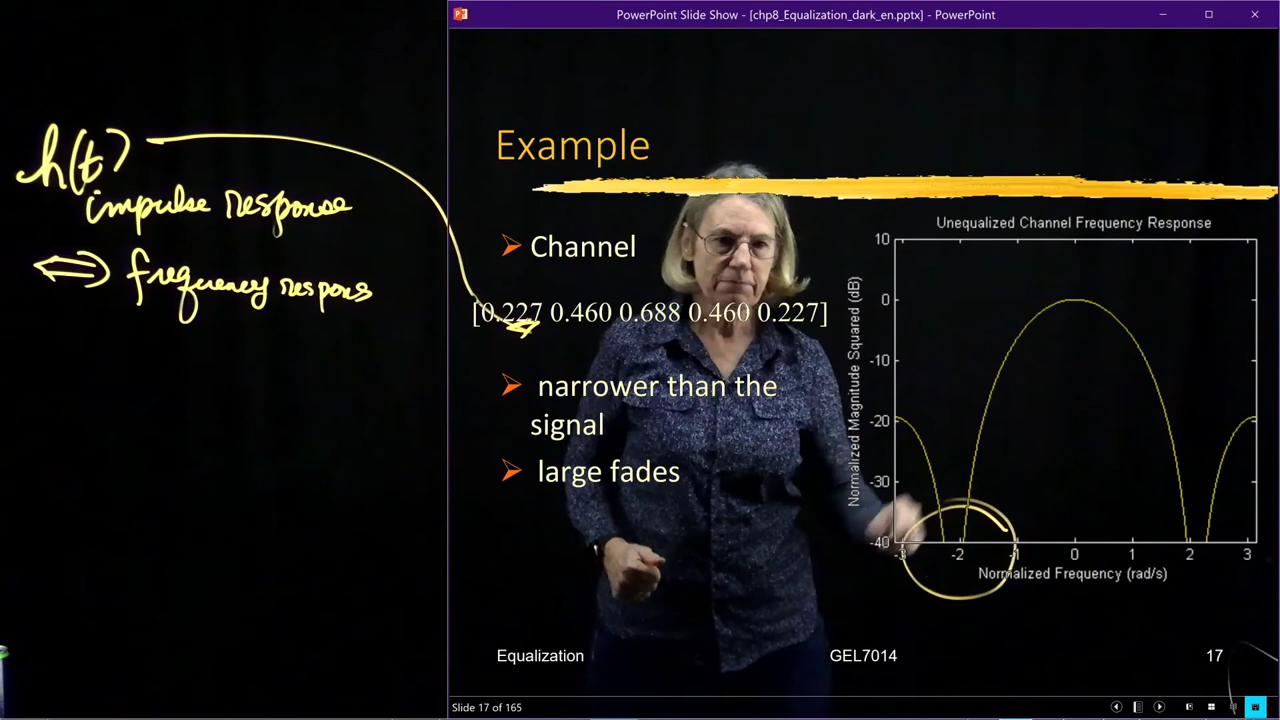 PowerPoint Slide Show - [chp8_Equalization_dark_en.pptx] - PowerPoint
h(t)
impulse response
⇔ frequency respons
Example
➢ Channel
[0.227 0.460 0.688 0.460 0.227]
➢ narrower than the
signal
➢ large fades
Unequalized Channel Frequency Response
Normalized Magnitude Squared (dB)
10
0
-10
-20
-30
-40
-3 -2 -1 0 1 2 3
Normalized Frequency (rad/s)
Equalization GEL7014 17
Slide 17 of 165